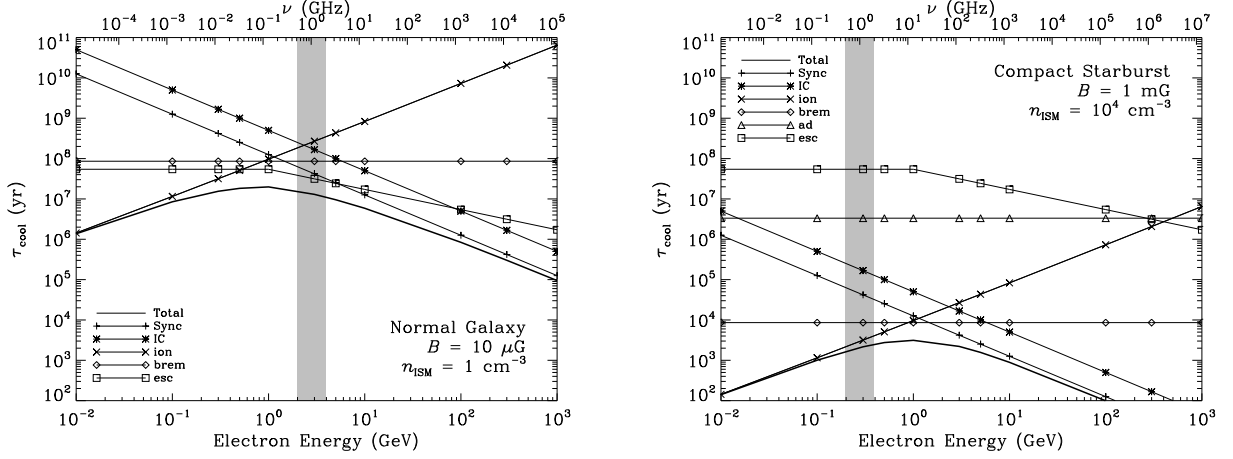 ν (GHz)
10⁻⁴ 10⁻³ 10⁻² 10⁻¹ 10⁰ 10¹ 10² 10³ 10⁴ 10⁵
10¹¹
10¹⁰
10⁹
10⁸
10⁷
10⁶
10⁵
10⁴
10³
10²
τcool (yr)
Total
Sync
IC
ion
brem
esc
Normal Galaxy
B = 10 μG
nISM = 1 cm⁻³
10⁻² 10⁻¹ 10⁰ 10¹ 10² 10³
Electron Energy (GeV)
ν (GHz)
10⁻² 10⁻¹ 10⁰ 10¹ 10² 10³ 10⁴ 10⁵ 10⁶ 10⁷
10¹¹
10¹⁰
10⁹
10⁸
10⁷
10⁶
10⁵
10⁴
10³
10²
τcool (yr)
Total
Sync
IC
ion
brem
ad
esc
Compact Starburst
B = 1 mG
nISM = 10⁴ cm⁻³
10⁻² 10⁻¹ 10⁰ 10¹ 10² 10³
Electron Energy (GeV)